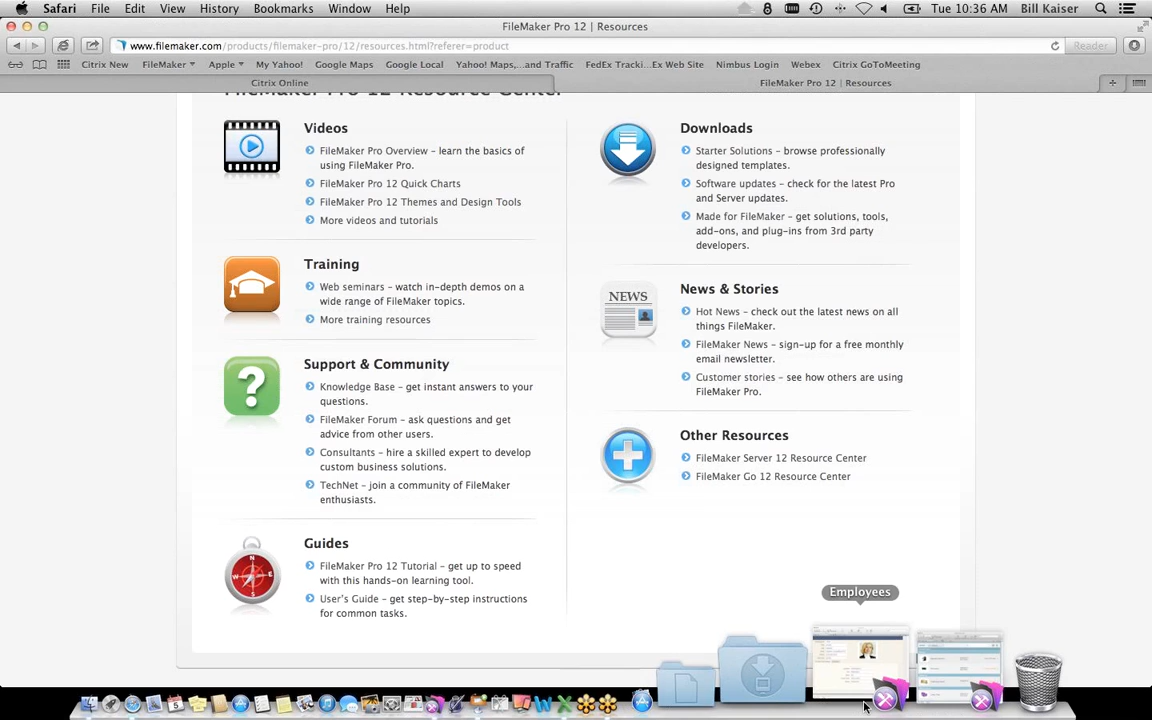 Safari File Edit View History Bookmarks Window Help Tue 10:36 AM Bill Kaiser
FileMaker Pro 12 | Resources
www.filemaker.com/products/filemaker-pro/12/resources.html?referer=product Reader
Citrix New FileMaker Apple My Yahoo! Google Maps Google Local Yahoo! Maps,...and Traffic FedEx Tracki...Ex Web Site Nimbus Login Webex Citrix GoToMeeting
Citrix Online FileMaker Pro 12 | Resources
FileMaker Pro 12 Resource Center
Videos
FileMaker Pro Overview – learn the basics of
using FileMaker Pro.
FileMaker Pro 12 Quick Charts
FileMaker Pro 12 Themes and Design Tools
More videos and tutorials
Training
Web seminars – watch in-depth demos on a
wide range of FileMaker topics.
More training resources
Support & Community
Knowledge Base – get instant answers to your
questions.
FileMaker Forum – ask questions and get
advice from other users.
Consultants – hire a skilled expert to develop
custom business solutions.
TechNet – join a community of FileMaker
enthusiasts.
Guides
FileMaker Pro 12 Tutorial – get up to speed
with this hands-on learning tool.
User's Guide – get step-by-step instructions
for common tasks.
Downloads
Starter Solutions – browse professionally
designed templates.
Software updates – check for the latest Pro
and Server updates.
Made for FileMaker – get solutions, tools,
add-ons, and plug-ins from 3rd party
developers.
NEWS
News & Stories
Hot News – check out the latest news on all
things FileMaker.
FileMaker News – sign-up for a free monthly
email newsletter.
Customer stories – see how others are using
FileMaker Pro.
Other Resources
FileMaker Server 12 Resource Center
FileMaker Go 12 Resource Center
Employees